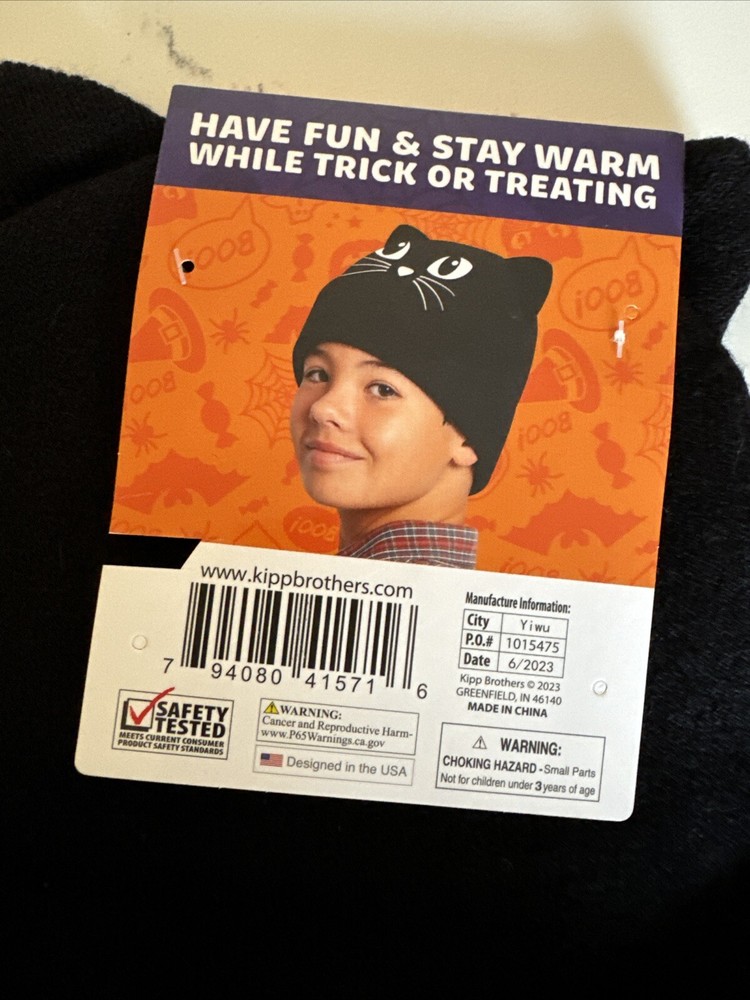 HAVE FUN & STAY WARM
WHILE TRICK OR TREATING
BOO!
BOO!
BOO!
BOO!
BOO!
www.kippbrothers.com
7 94080 41571 6
SAFETY
TESTED
MEETS CURRENT CONSUMER
PRODUCT SAFETY STANDARDS
WARNING:
Cancer and Reproductive Harm-
www.P65Warnings.ca.gov
Designed in the USA
Manufacture Information:
City Yiwu
P.O.# 1015475
Date 6/2023
Kipp Brothers © 2023
GREENFIELD, IN 46140
MADE IN CHINA
WARNING:
CHOKING HAZARD -Small Parts
Not for children under 3 years of age